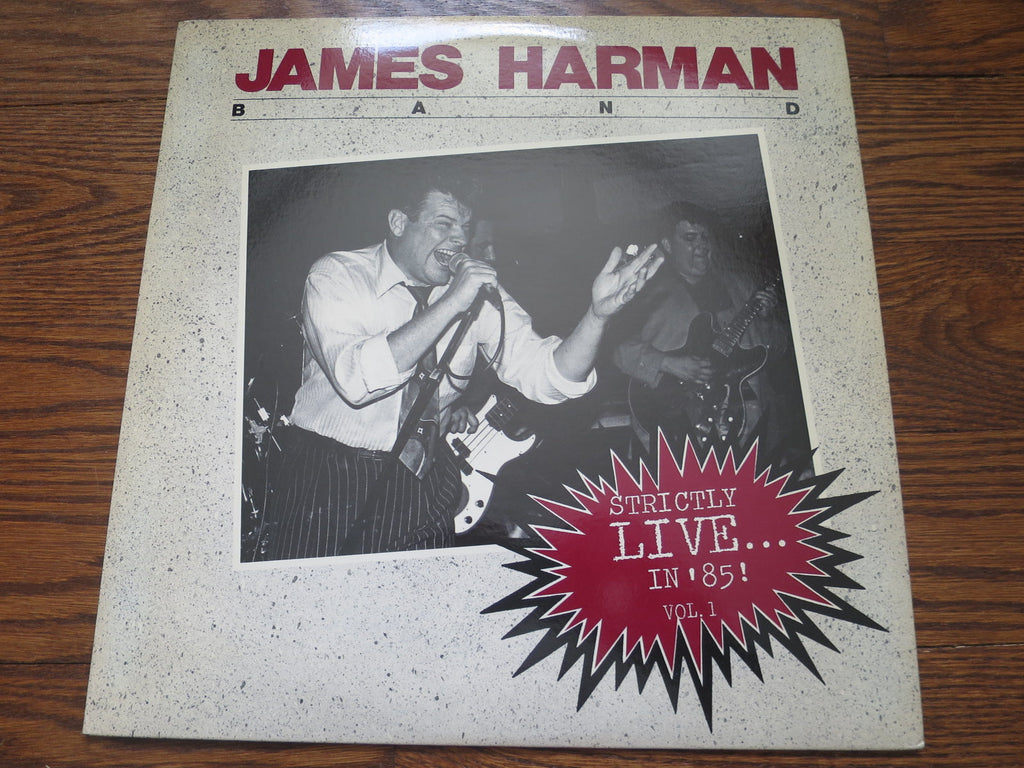 JAMES HARMAN
BAND
STRICTLY
LIVE...
IN '85!
VOL. 1